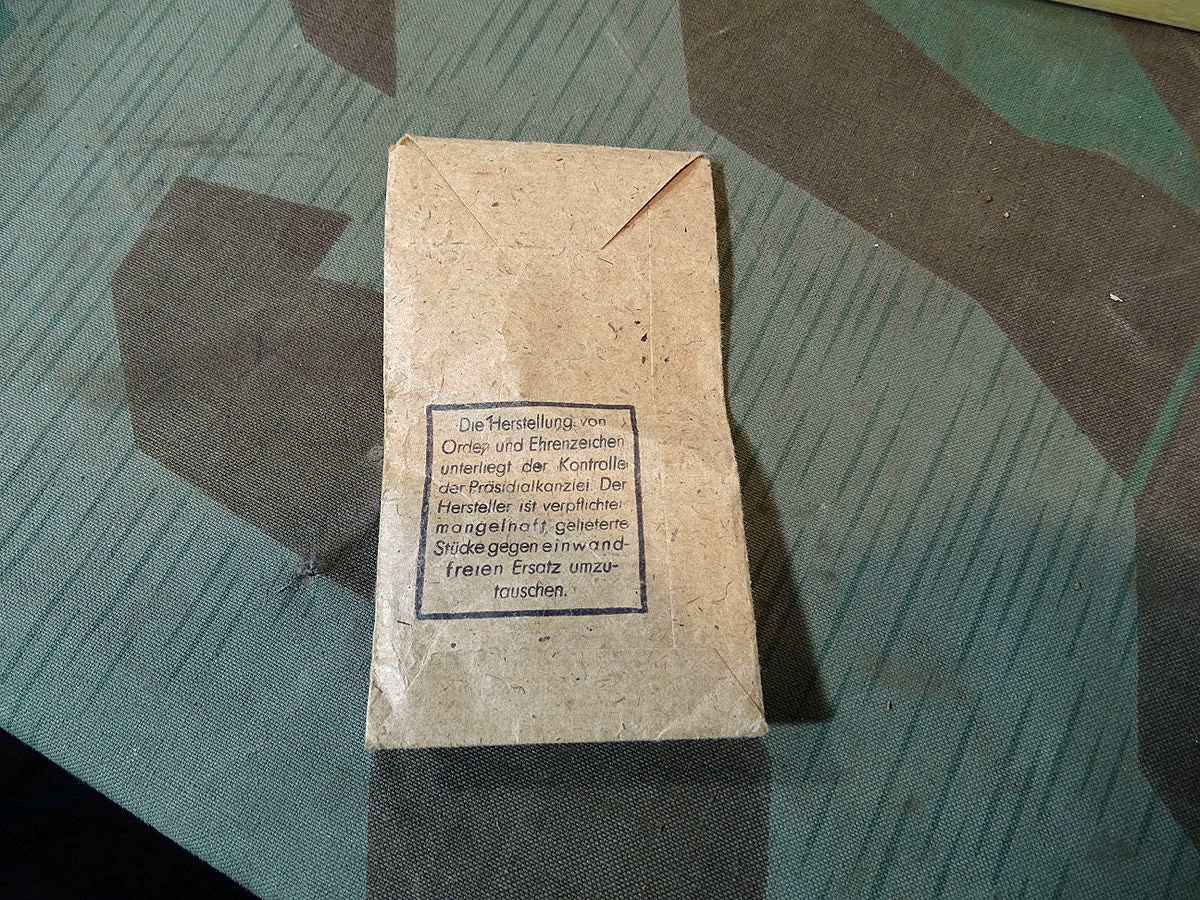 Die Herstellung von
Orden und Ehrenzeichen
unterliegt der Kontrolle
der Präsidialkanzlei. Der
Hersteller ist verpflichtet
mangelhaft, gelieferte
Stücke gegen einwand-
freien Ersatz umzu-
tauschen.